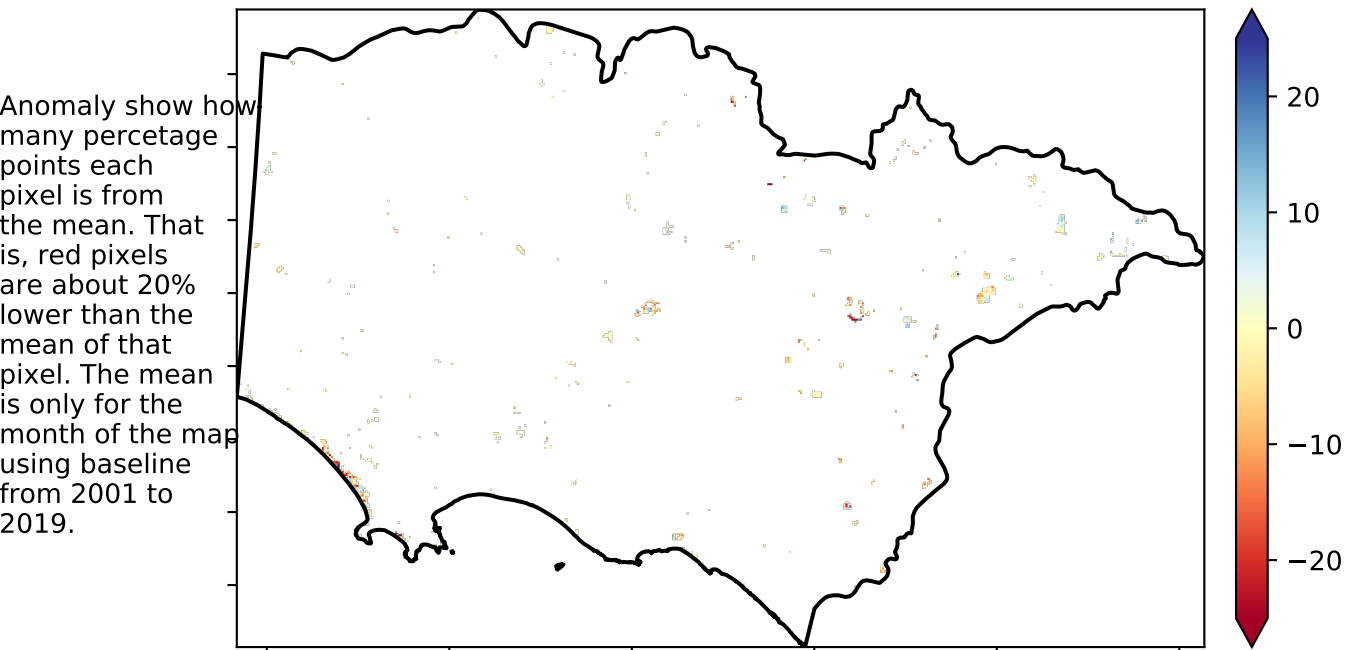 Anomaly show how
many percetage
points each
pixel is from
the mean. That
is, red pixels
are about 20%
lower than the
mean of that
pixel. The mean
is only for the
month of the map
using baseline
from 2001 to
2019.
20
10
0
−10
−20